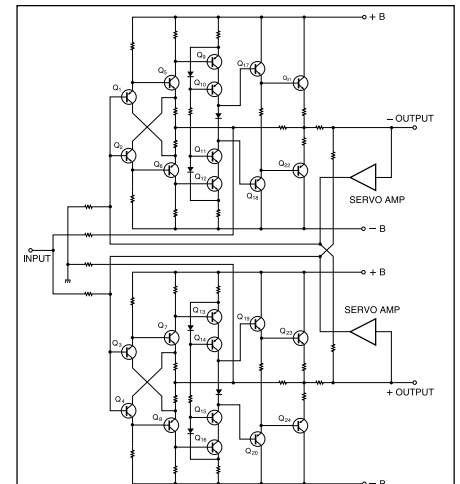 + B
Q5
Q9
Q17
Q21
Q1
Q10
− OUTPUT
Q2
Q11
Q22
Q6
Q12
Q18
SERVO AMP
− B
INPUT
+ B
SERVO AMP
Q13
Q19
Q7
Q23
Q3
Q14
+ OUTPUT
Q4
Q15
Q24
Q8
Q16
Q20
− B